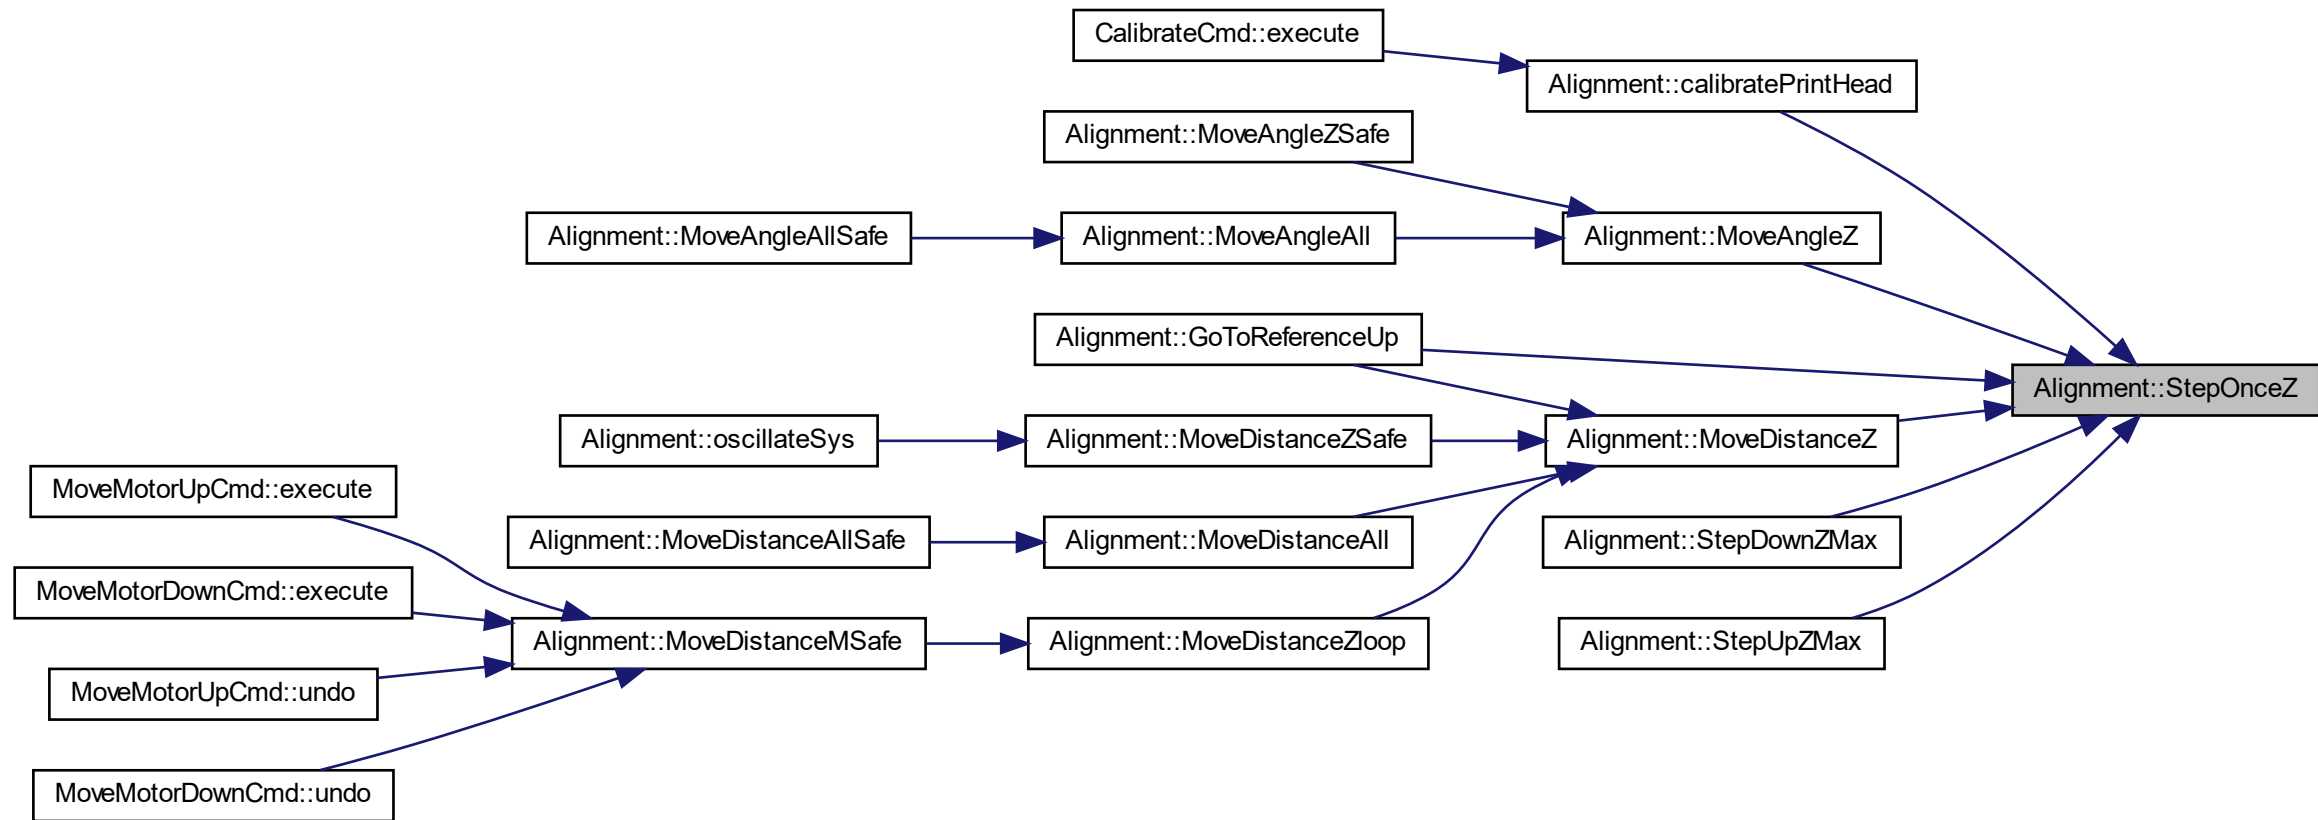 CalibrateCmd::execute
Alignment::calibratePrintHead
Alignment::MoveAngleZSafe
Alignment::MoveAngleAllSafe
Alignment::MoveAngleAll
Alignment::MoveAngleZ
Alignment::GoToReferenceUp
Alignment::StepOnceZ
Alignment::oscillateSys
Alignment::MoveDistanceZSafe
Alignment::MoveDistanceZ
MoveMotorUpCmd::execute
Alignment::MoveDistanceAllSafe
Alignment::MoveDistanceAll
Alignment::StepDownZMax
MoveMotorDownCmd::execute
Alignment::MoveDistanceMSafe
Alignment::MoveDistanceZloop
Alignment::StepUpZMax
MoveMotorUpCmd::undo
MoveMotorDownCmd::undo